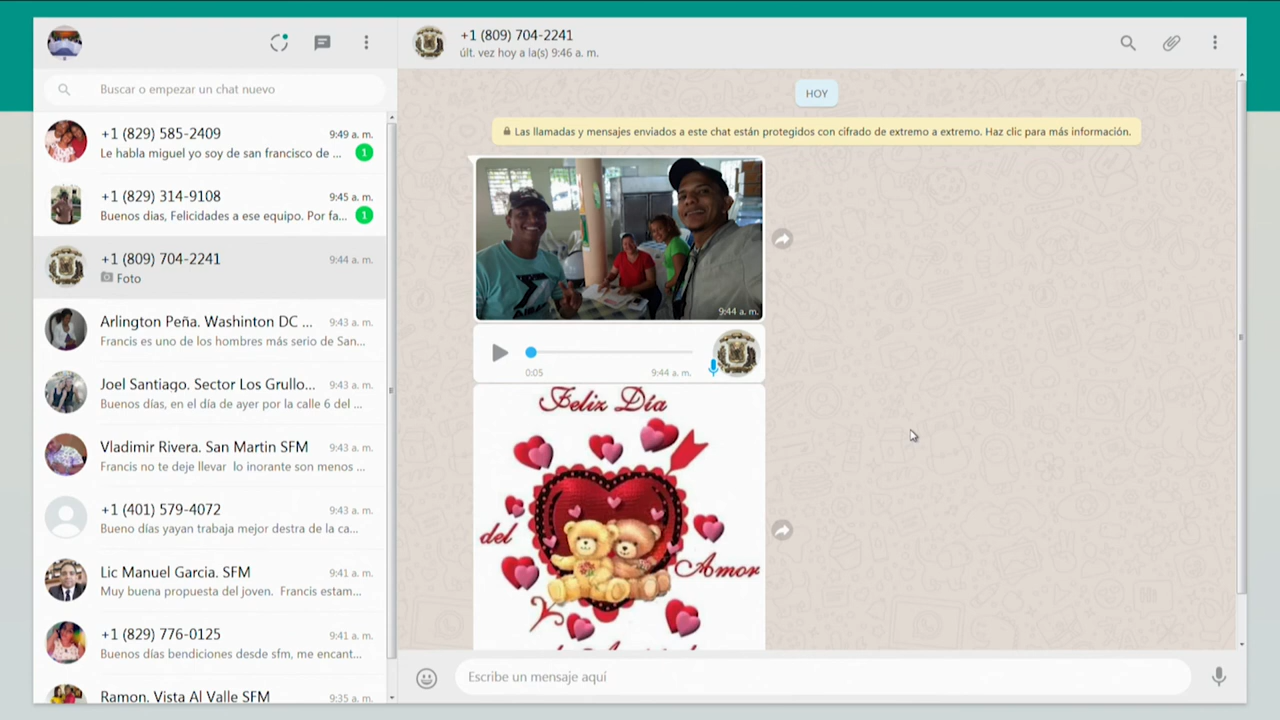 Buscar o empezar un chat nuevo
+1 (829) 585-2409
9:49 a. m.
Le habla miguel yo soy de san francisco de ...
1
+1 (829) 314-9108
9:45 a. m.
Buenos dias, Felicidades a ese equipo. Por fa...
1
+1 (809) 704-2241
9:44 a. m.
Foto
Arlington Peña. Washinton DC ...
9:43 a. m.
Francis es uno de los hombres más serio de San...
Joel Santiago. Sector Los Grullo...
9:43 a. m.
Buenos días, en el día de ayer por la calle 6 del ...
Vladimir Rivera. San Martin SFM
9:43 a. m.
Francis no te deje llevar lo inorante son menos ...
+1 (401) 579-4072
9:43 a. m.
Bueno días yayan trabaja mejor destra de la ca...
Lic Manuel Garcia. SFM
9:41 a. m.
Muy buena propuesta del joven. Francis estam...
+1 (829) 776-0125
9:41 a. m.
Buenos días bendiciones desde sfm, me encant...
Ramon. Vista Al Valle SFM
9:35 a. m.
+1 (809) 704-2241
últ. vez hoy a la(s) 9:46 a. m.
HOY
Las llamadas y mensajes enviados a este chat están protegidos con cifrado de extremo a extremo. Haz clic para más información.
9:44 a. m.
0:05
9:44 a. m.
Feliz Día
del
Amor
Escribe un mensaje aquí